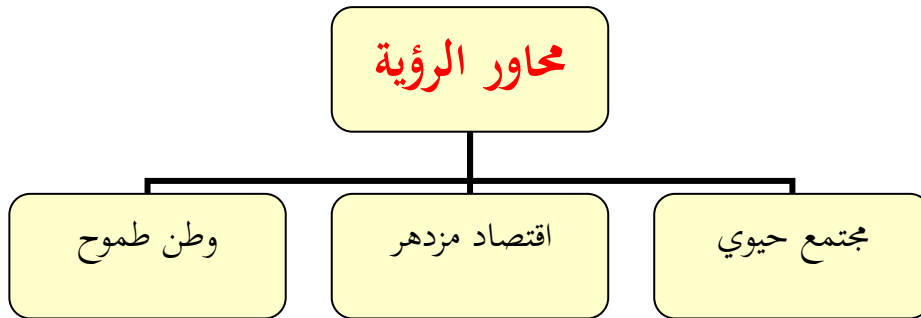 محاور الرؤية
مجتمع حيوي
اقتصاد مزدهر
وطن طموح